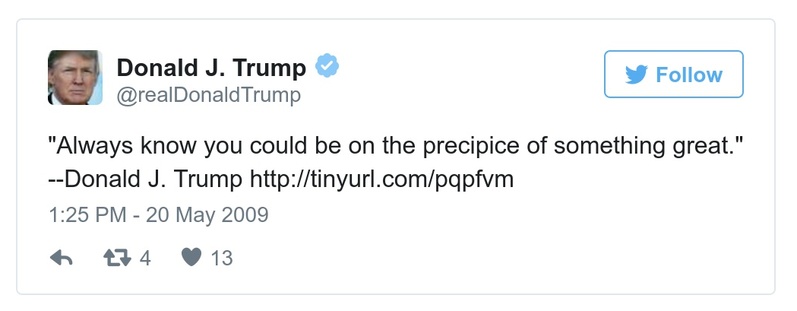 Donald J. Trump
@realDonaldTrump
Follow
"Always know you could be on the precipice of something great."
--Donald J. Trump http://tinyurl.com/pqpfvm
1:25 PM - 20 May 2009
4 13